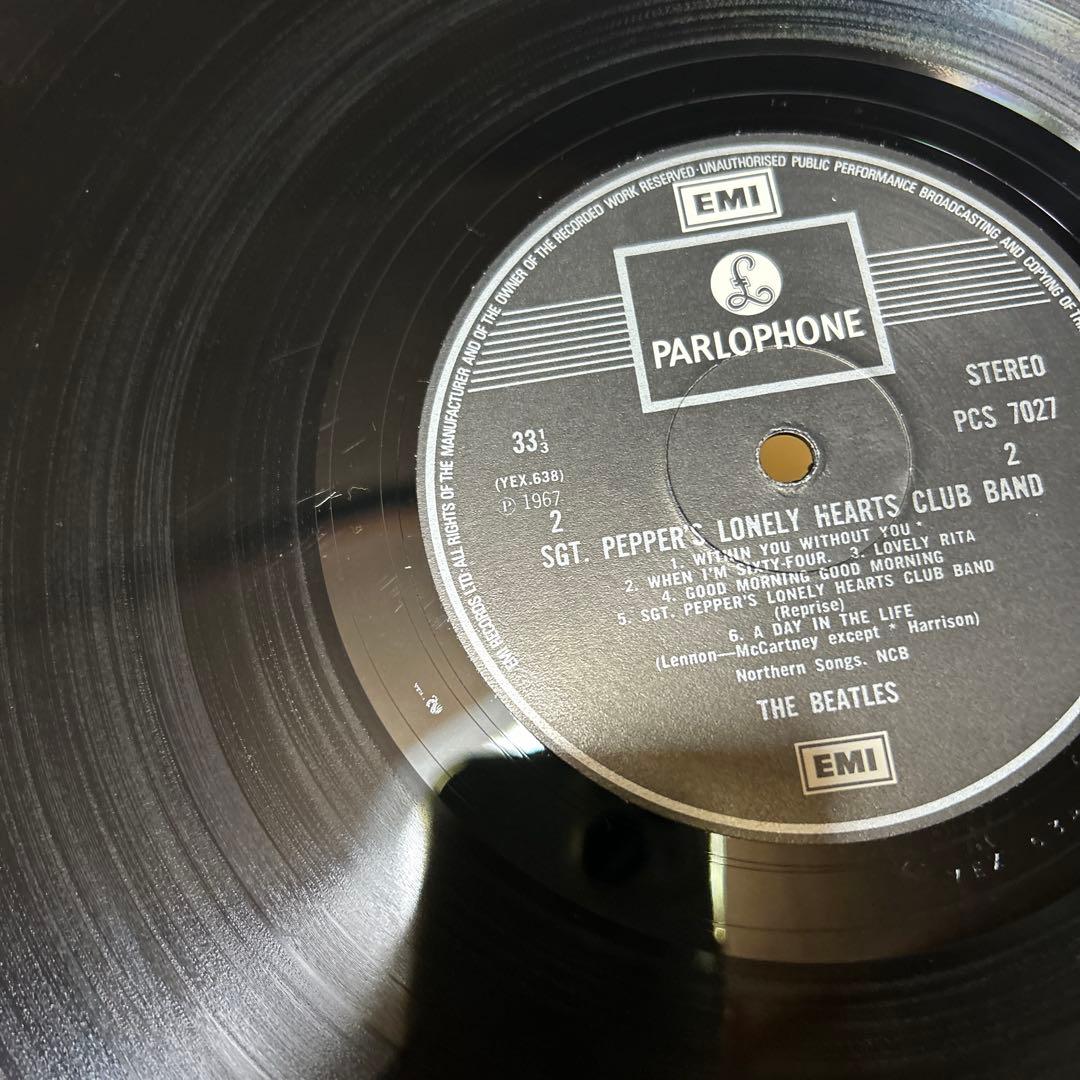 EMI RECORDS LTD·ALL RIGHTS OF THE MANUFACTURER AND OF THE OWNER OF THE RECORDED WORK RESERVED·UNAUTHORISED PUBLIC PERFORMANCE BROADCASTING AND COPYING OF
EMI
£
PARLOPHONE
STEREO
33⅓
PCS 7027
(YEX.638)
2
℗ 1967
2
SGT. PEPPER'S LONELY HEARTS CLUB BAND
1. WITHIN YOU WITHOUT YOU *
2. WHEN I'M SIXTY-FOUR. 3. LOVELY RITA
4. GOOD MORNING GOOD MORNING
5. SGT. PEPPER'S LONELY HEARTS CLUB BAND
(Reprise)
6. A DAY IN THE LIFE
(Lennon—McCartney except * Harrison)
Northern Songs. NCB
THE BEATLES
EMI
YEX